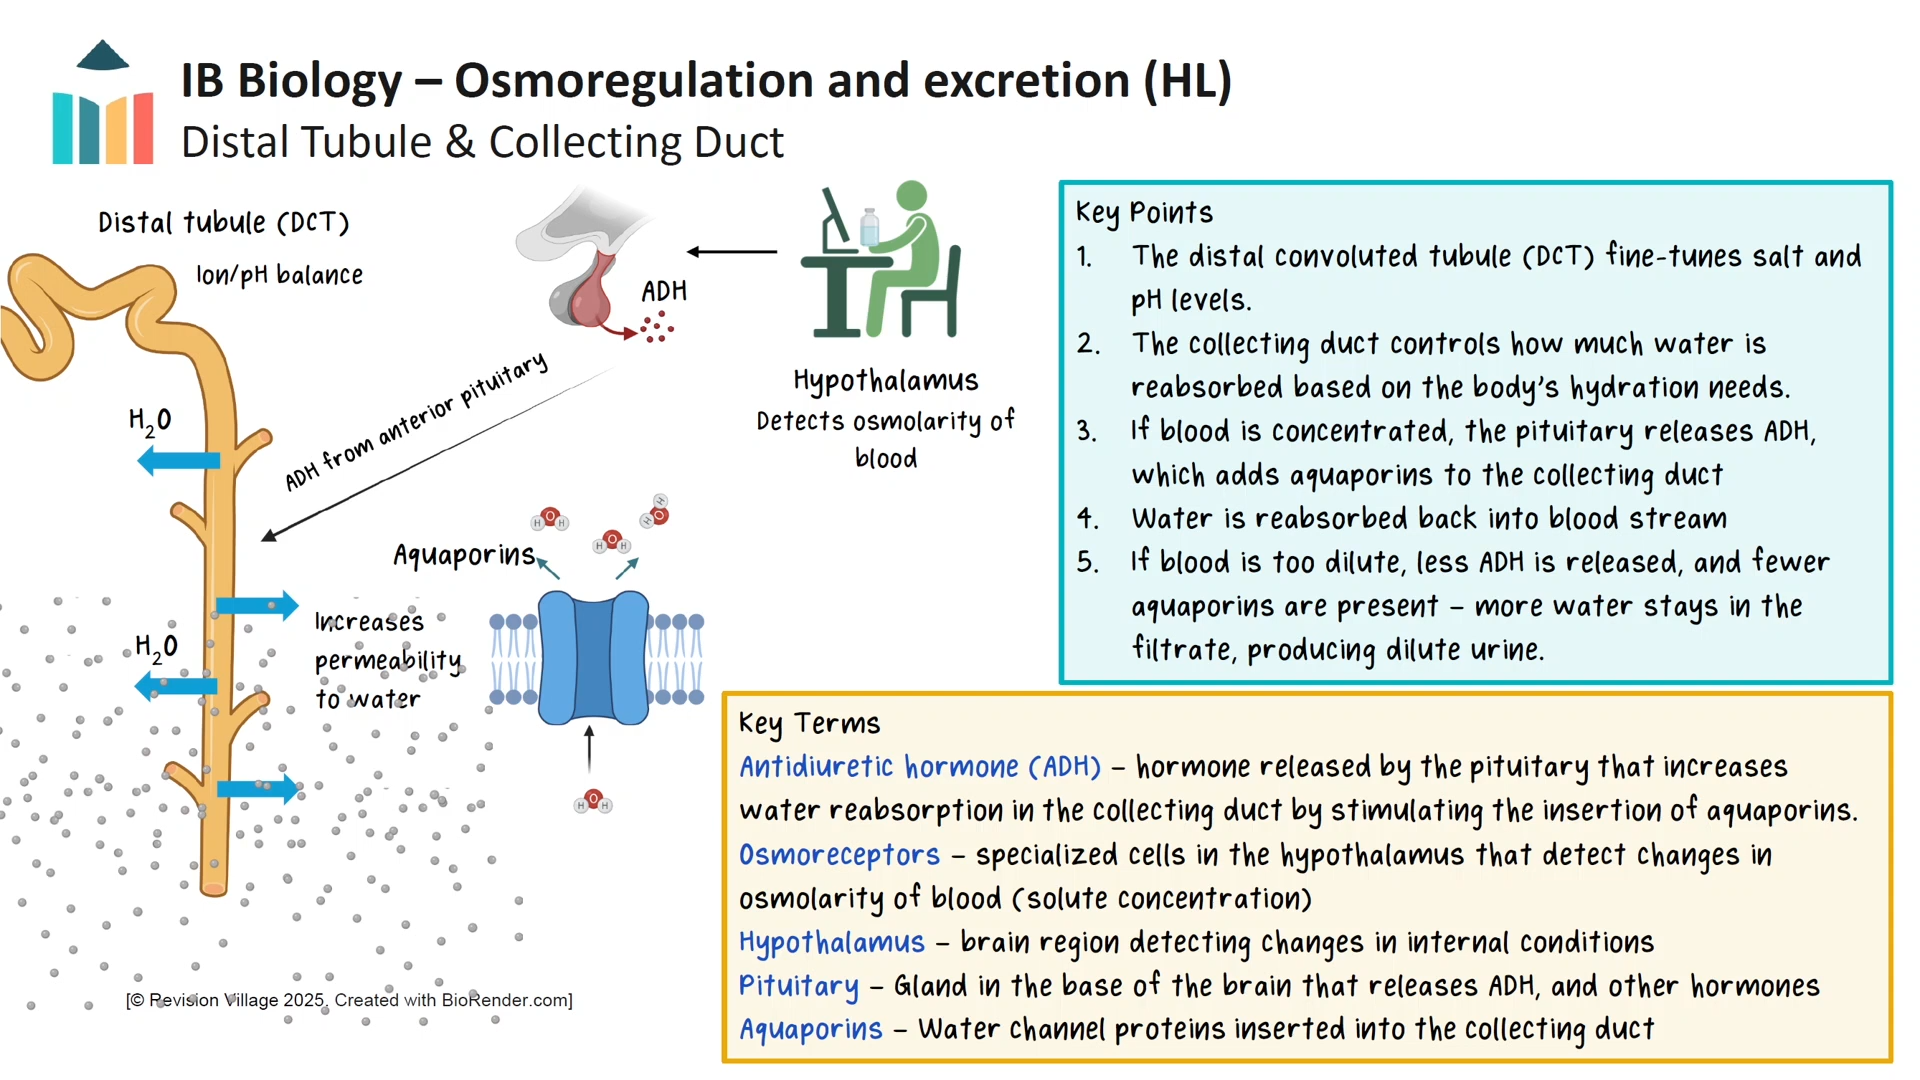 IB Biology – Osmoregulation and excretion (HL)
Distal Tubule & Collecting Duct
Distal tubule (DCT)
Ion/pH balance
ADH
Hypothalamus
Detects osmolarity of
blood
ADH from anterior pituitary
H2O
Aquaporins
H O H
H O H
H O H
Increases
permeability
to water
H2O
H O H
[© Revision Village 2025. Created with BioRender.com]
Key Points
1. The distal convoluted tubule (DCT) fine-tunes salt and
pH levels.
2. The collecting duct controls how much water is
reabsorbed based on the body's hydration needs.
3. If blood is concentrated, the pituitary releases ADH,
which adds aquaporins to the collecting duct
4. Water is reabsorbed back into blood stream
5. If blood is too dilute, less ADH is released, and fewer
aquaporins are present – more water stays in the
filtrate, producing dilute urine.
Key Terms
Antidiuretic hormone (ADH) – hormone released by the pituitary that increases
water reabsorption in the collecting duct by stimulating the insertion of aquaporins.
Osmoreceptors – specialized cells in the hypothalamus that detect changes in
osmolarity of blood (solute concentration)
Hypothalamus – brain region detecting changes in internal conditions
Pituitary – Gland in the base of the brain that releases ADH, and other hormones
Aquaporins – Water channel proteins inserted into the collecting duct